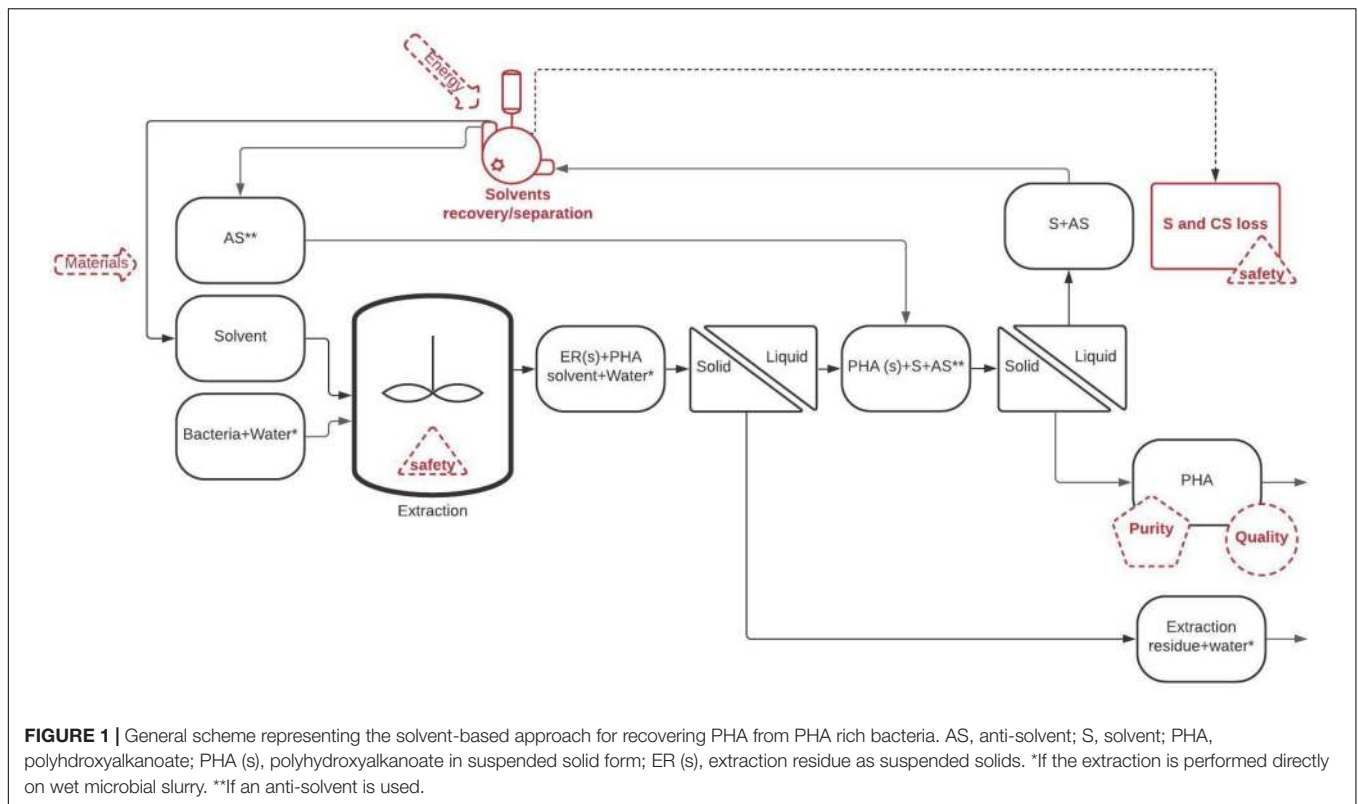 Energy
Solvents
recovery/separation
AS**
S+AS
S and CS loss
safety
Materials
Solvent
ER(s)+PHA
solvent+Water*
Solid
Liquid
PHA (s)+S+AS**
Solid
Liquid
Bacteria+Water*
safety
Extraction
PHA
Purity
Quality
Extraction
residue+water*
FIGURE 1 | General scheme representing the solvent-based approach for recovering PHA from PHA rich bacteria. AS, anti-solvent; S, solvent; PHA,
polyhdroxyalkanoate; PHA (s), polyhydroxyalkanoate in suspended solid form; ER (s), extraction residue as suspended solids. *If the extraction is performed directly
on wet microbial slurry. **If an anti-solvent is used.